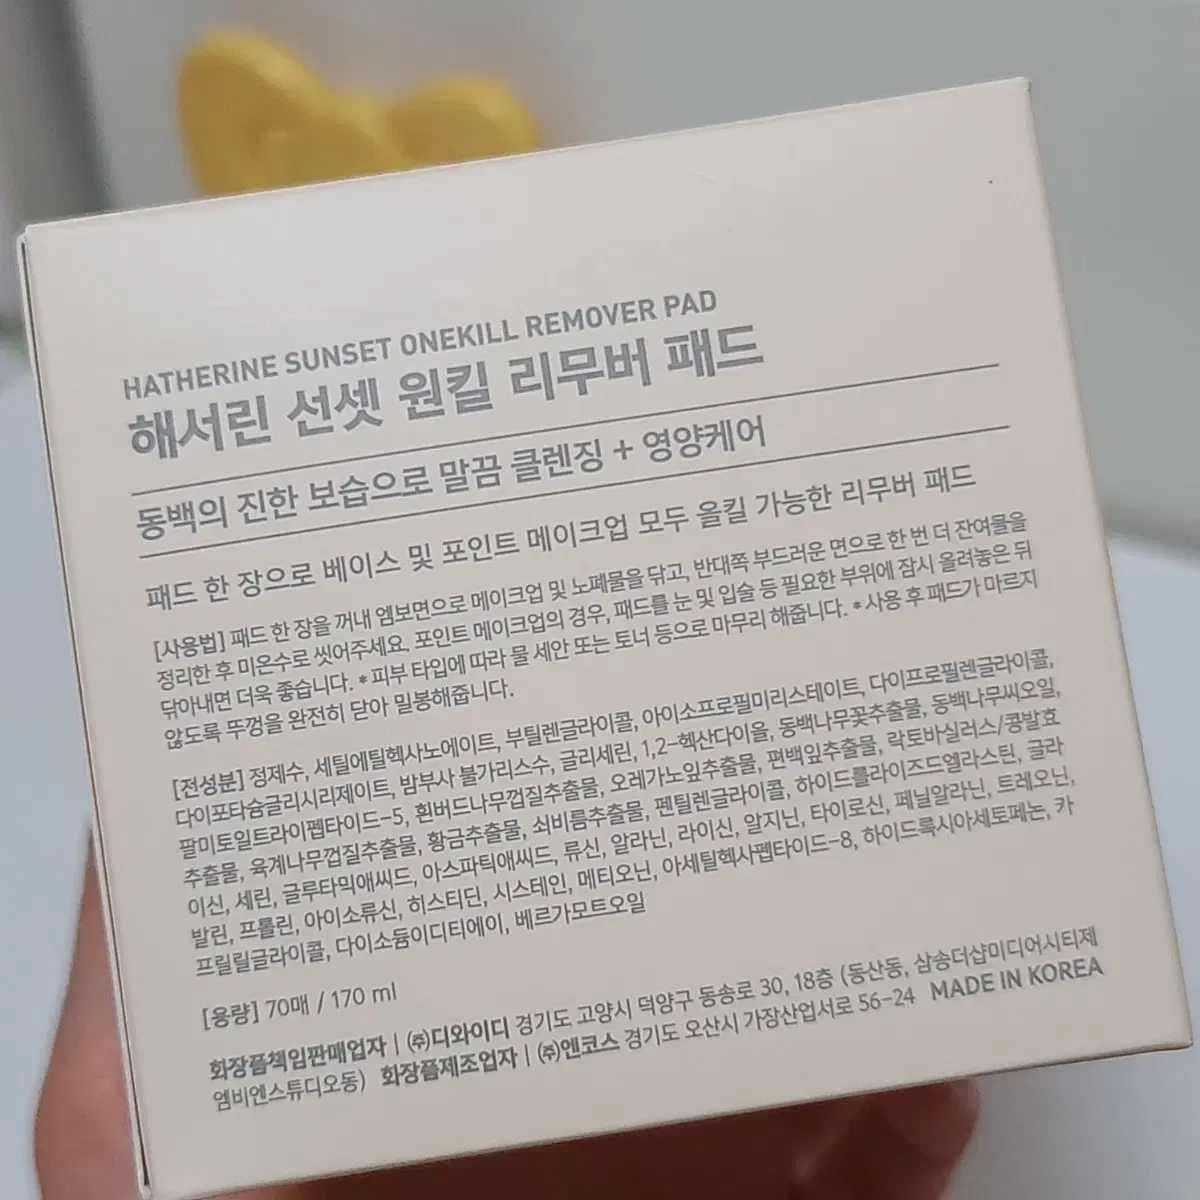 HATHERINE SUNSET ONEKILL REMOVER PAD
해서린 선셋 원킬 리무버 패드
동백의 진한 보습으로 말끔 클렌징 + 영양케어
패드 한 장으로 베이스 및 포인트 메이크업 모두 올킬 가능한 리무버 패드
[사용법] 패드 한 장을 꺼내 엠보면으로 메이크업 및 노폐물을 닦고, 반대쪽 부드러운 면으로 한 번 더 잔여물을
정리한 후 미온수로 씻어주세요. 포인트 메이크업의 경우, 패드를 눈 및 입술 등 필요한 부위에 잠시 올려놓은 뒤
닦아내면 더욱 좋습니다. *피부 타입에 따라 물 세안 또는 토너 등으로 마무리 해줍니다. *사용 후 패드가 마르지
않도록 뚜껑을 완전히 닫아 밀봉해줍니다.
[전성분] 정제수, 세틸에틸헥사노에이트, 부틸렌글라이콜, 아이소프로필미리스테이트, 다이프로필렌글라이콜,
다이포타슘글리시리제이트, 밤부사 불가리스수, 글리세린, 1,2-헥산다이올, 동백나무꽃추출물, 동백나무씨오일,
팔미토일트라이펩타이드-5, 흰버드나무껍질추출물, 오레가노잎추출물, 편백잎추출물, 락토바실러스/콩발효
추출물, 육계나무껍질추출물, 황금추출물, 쇠비름추출물, 펜틸렌글라이콜, 하이드롤라이즈드엘라스틴, 글라
이신, 세린, 글루타믹애씨드, 아스파틱애씨드, 류신, 알라닌, 라이신, 알지닌, 타이로신, 페닐알라닌, 트레오닌,
발린, 프롤린, 아이소류신, 히스티딘, 시스테인, 메티오닌, 아세틸헥사펩타이드-8, 하이드록시아세토페논, 카
프릴릴글라이콜, 다이소듐이디티에이, 베르가모트오일
[용량] 70매 / 170 ml
화장품책임판매업자 | (주)디와이디 경기도 고양시 덕양구 동송로 30, 18층 (동산동, 삼송더샵미디어시티제
엠비엔스튜디오동) 화장품제조업자 | (주)엔코스 경기도 오산시 가장산업서로 56-24 MADE IN KOREA